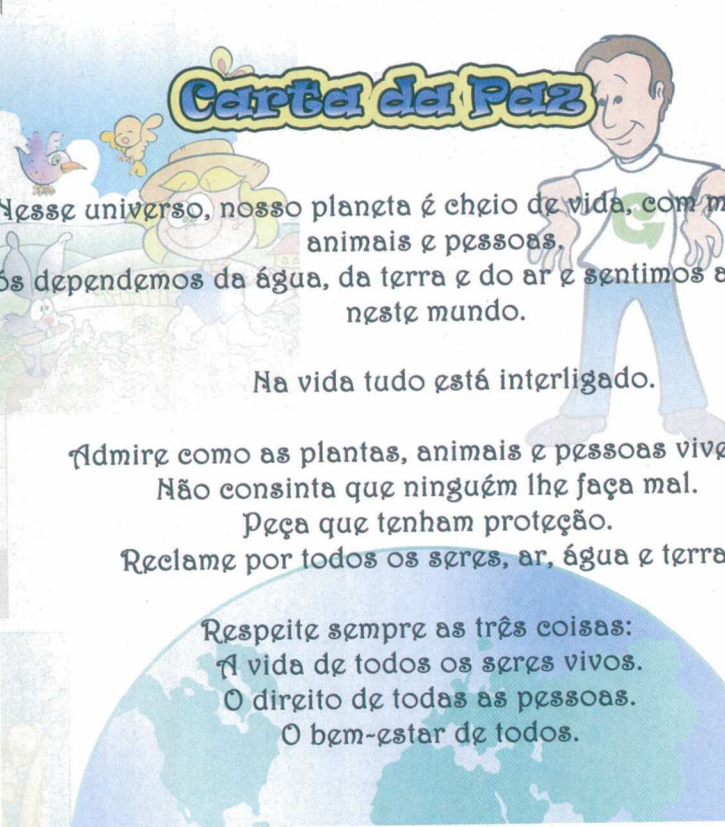 Carta da Paz
Nesse universo, nosso planeta é cheio de vida, com
animais e pessoas.
dependemos da água, da terra e do ar e sentimos
neste mundo.
Na vida tudo está interligado.
Admire como as plantas, animais e pessoas
Não consinta que ninguém lhe faça mal.
Peça que tenham proteção.
Reclame por todos os seres, ar, água e terra
Respeite sempre as três coisas:
A vida de todos os seres vivos.
O direito de todas as pessoas.
O bem-estar de todos.